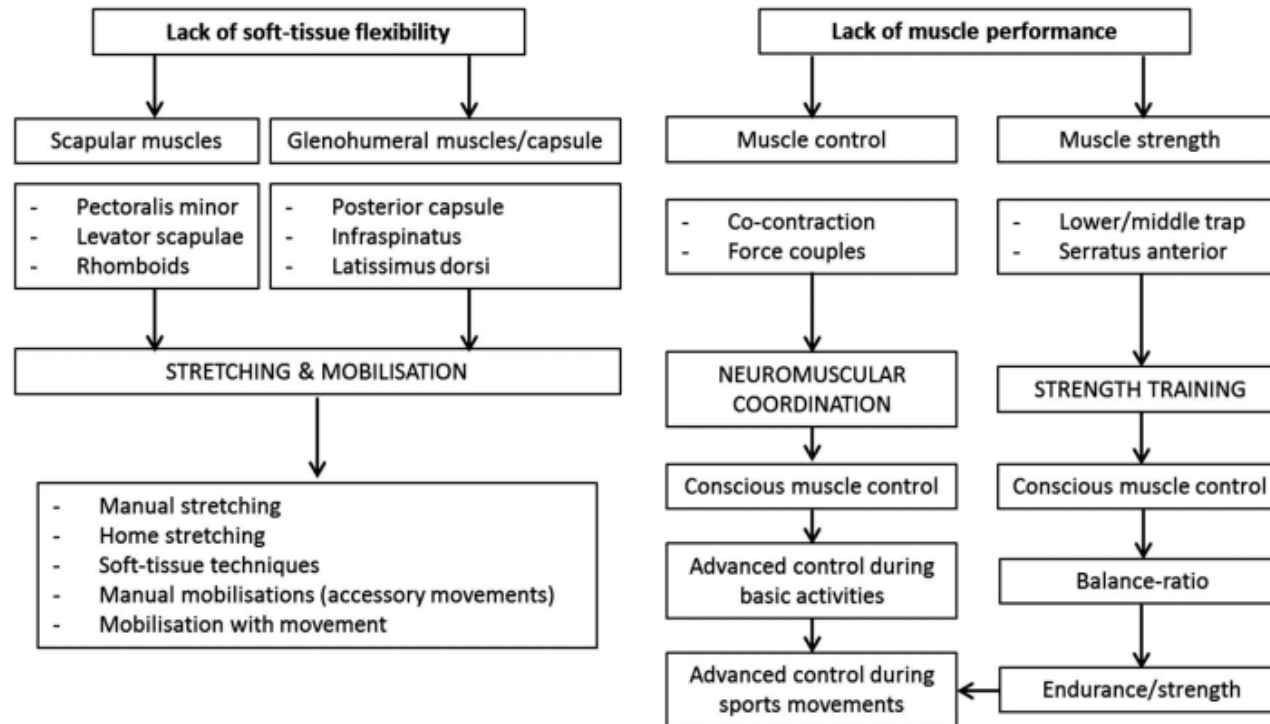 Lack of soft-tissue flexibility
Scapular muscles
Glenohumeral muscles/capsule
- Pectoralis minor
- Levator scapulae
- Rhomboids
- Posterior capsule
- Infraspinatus
- Latissimus dorsi
STRETCHING & MOBILISATION
- Manual stretching
- Home stretching
- Soft-tissue techniques
- Manual mobilisations (accessory movements)
- Mobilisation with movement
Lack of muscle performance
Muscle control
Muscle strength
- Co-contraction
- Force couples
- Lower/middle trap
- Serratus anterior
NEUROMUSCULAR
COORDINATION
STRENGTH TRAINING
Conscious muscle control
Conscious muscle control
Advanced control during
basic activities
Balance-ratio
Advanced control during
sports movements
Endurance/strength